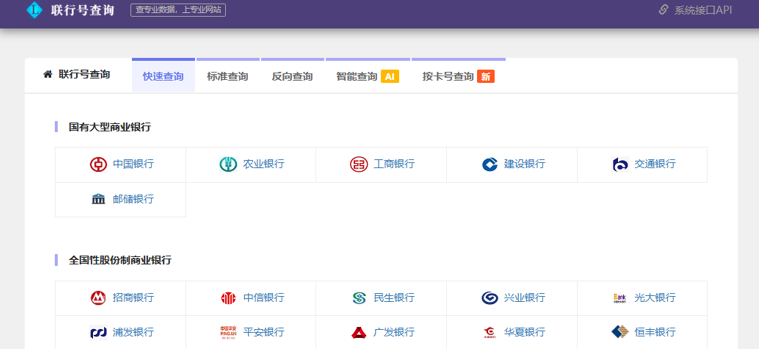 联行号查询 查专业数据,上专业网站 系统接口API
联行号查询 快速查询 标准查询 反向查询 智能查询 AI 按卡号查询 新
国有大型商业银行
中国银行 农业银行 工商银行 建设银行 交通银行
邮储银行
全国性股份制商业银行
招商银行 中信银行 民生银行 兴业银行 光大银行
浦发银行 平安银行 广发银行 华夏银行 恒丰银行